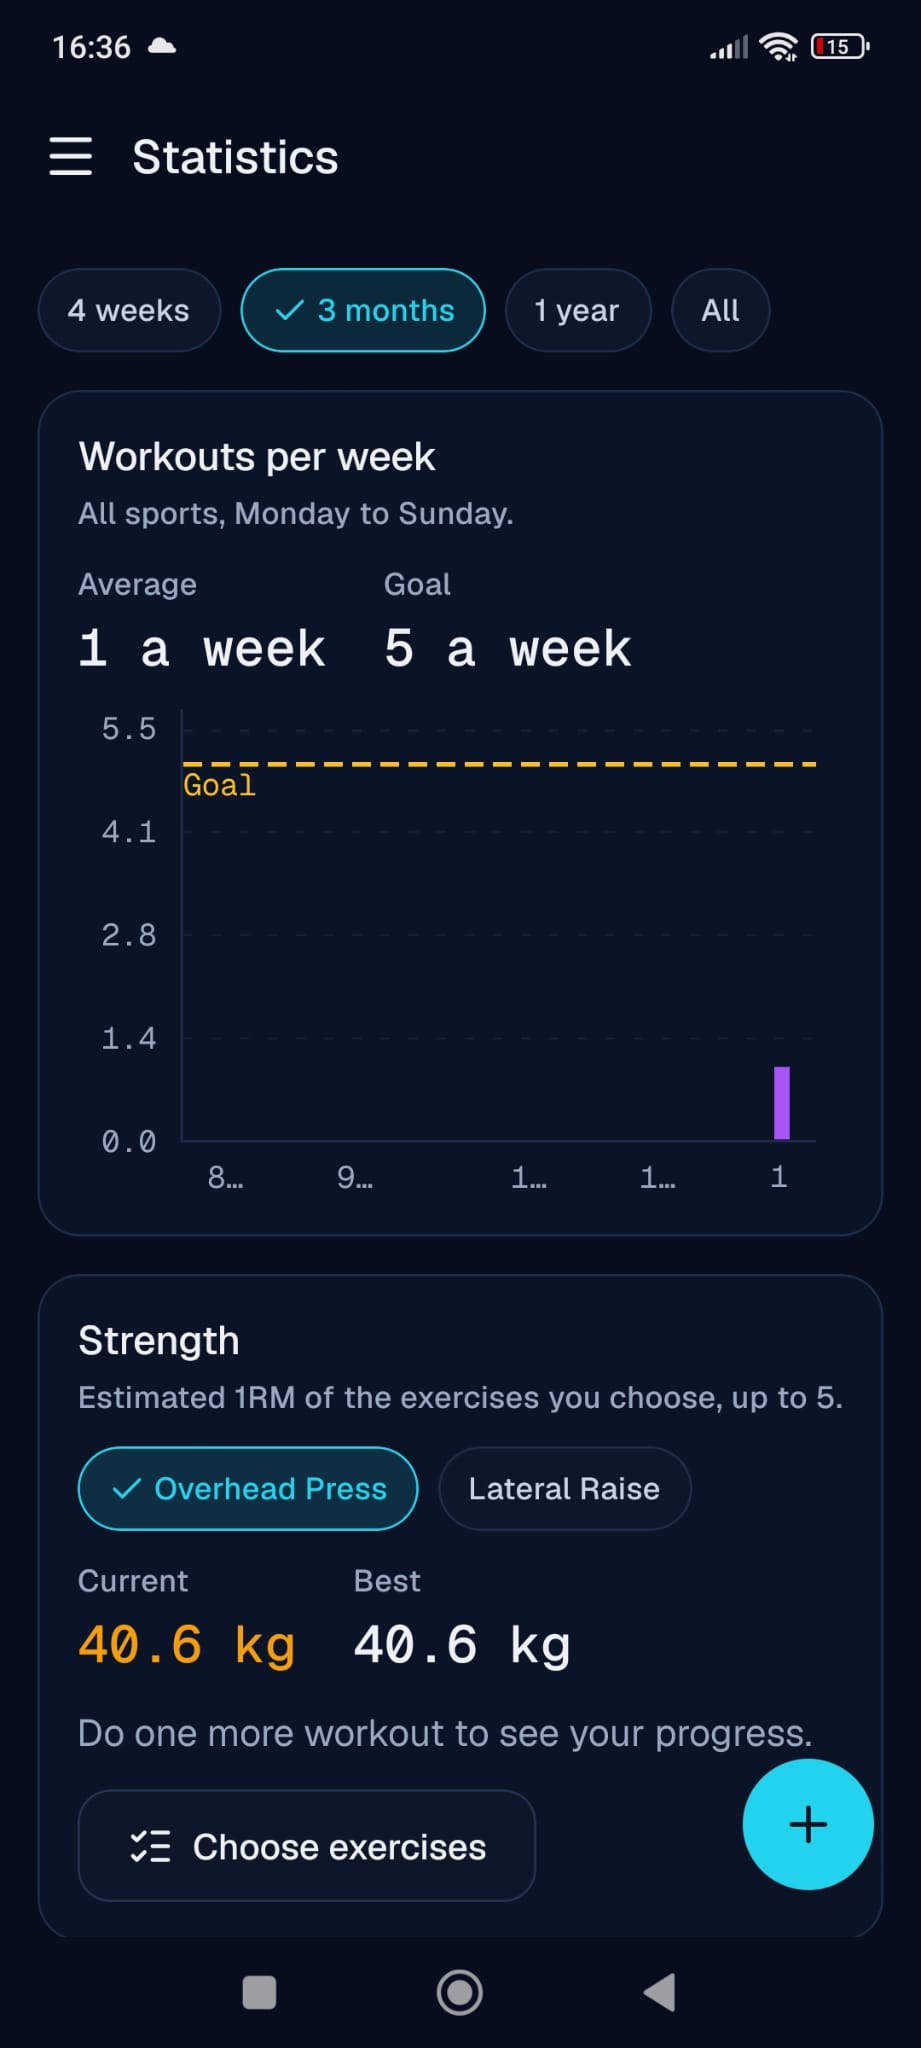 16:36
15
Statistics
4 weeks
3 months
1 year
All
Workouts per week
All sports, Monday to Sunday.
Average Goal
1 a week 5 a week
5.5
Goal
4.1
2.8
1.4
0.0
8… 9… 1… 1… 1
Strength
Estimated 1RM of the exercises you choose, up to 5.
Overhead Press Lateral Raise
Current Best
40.6 kg 40.6 kg
Do one more workout to see your progress.
Choose exercises